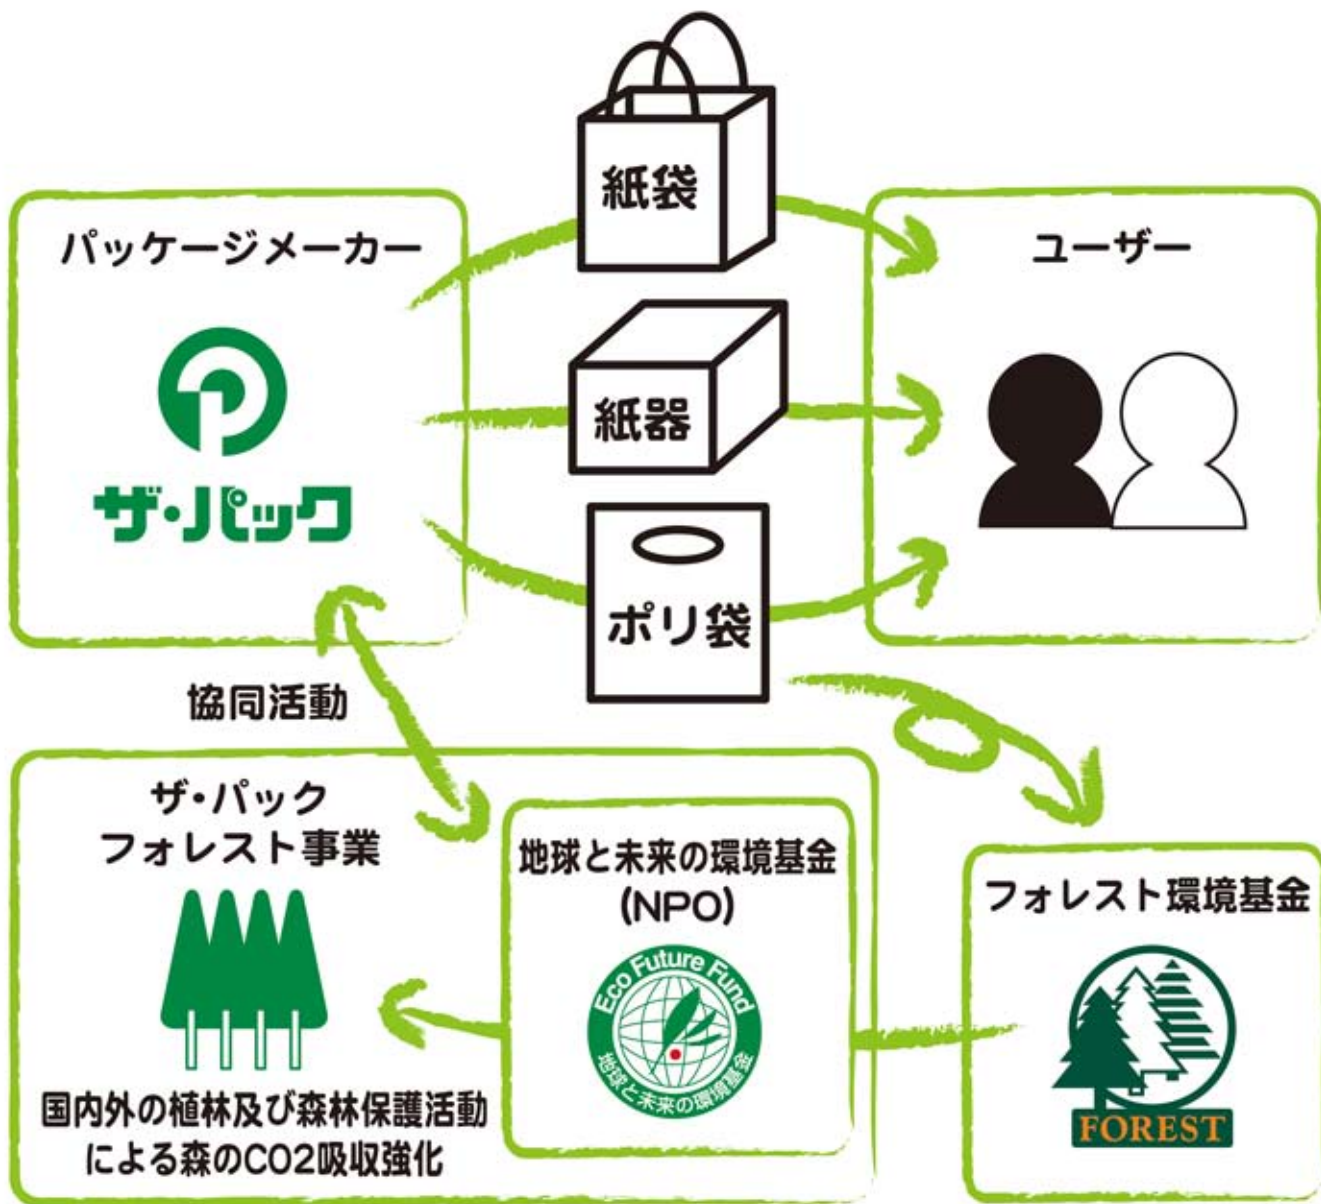 紙袋
パッケージメーカー
ザ・パック
紙器
ポリ袋
ユーザー
協同活動
ザ・パック
フォレスト事業
国内外の植林及び森林保護活動
による森のCO2吸収強化
地球と未来の環境基金
(NPO)
Eco Future Fund
地球と未来の環境基金
フォレスト環境基金
FOREST